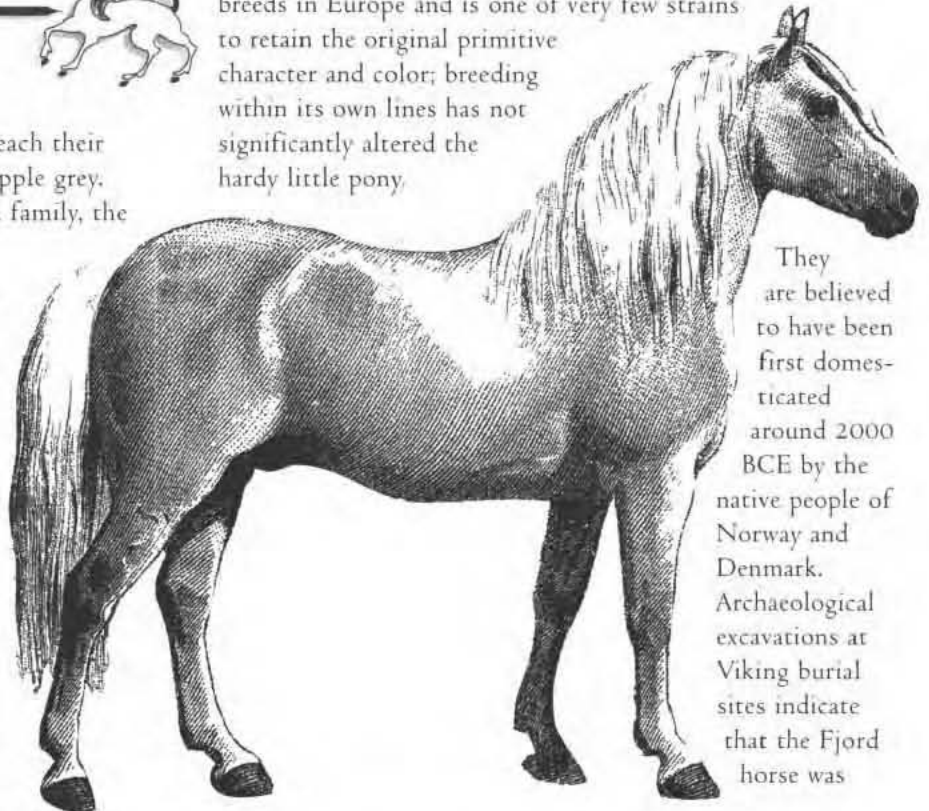 breeds in Europe and is one of very few strains
to retain the original primitive
character and color; breeding
within its own lines has not
significantly altered the
hardy little pony.
each their
pple grey.
family, the
They
are believed
to have been
first domes-
ticated
around 2000
BCE by the
native people of
Norway and
Denmark.
Archaeological
excavations at
Viking burial
sites indicate
that the Fjord
horse was